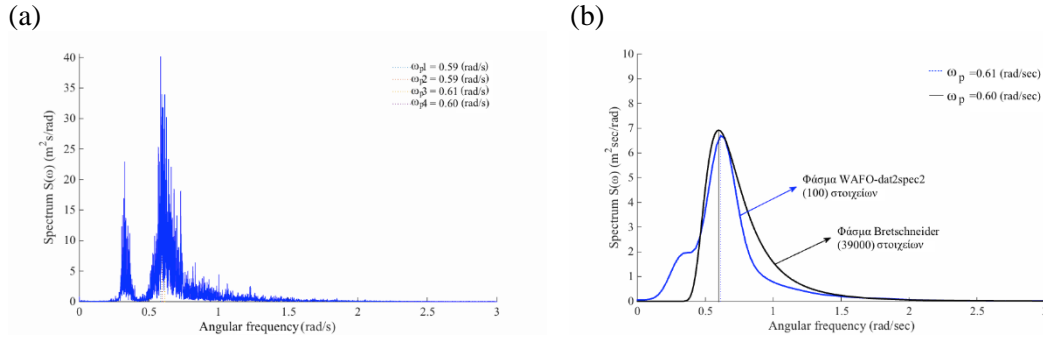 (a)
40
35
30
25
20
15
10
5
0
Spectrum S(ω) (m²s/rad)
0 0.5 1 1.5 2 2.5 3
Angular frequency (rad/s)
ωp1 = 0.59 (rad/s)
ωp2 = 0.59 (rad/s)
ωp3 = 0.61 (rad/s)
ωp4 = 0.60 (rad/s)
(b)
10
9
8
7
6
5
4
3
2
1
0
Spectrum S(ω) (m²sec/rad)
0 0.5 1 1.5 2 2.5 3
Angular frequency (rad/sec)
ω p =0.61 (rad/sec)
ω p =0.60 (rad/sec)
Φάσμα WAFO-dat2spec2
(100) στοιχείων
Φάσμα Bretschneider
(39000) στοιχείων